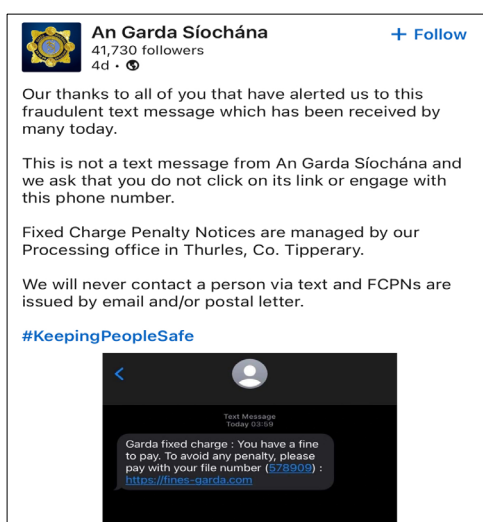 An Garda Síochána
+ Follow
41,730 followers
4d •
Our thanks to all of you that have alerted us to this
fraudulent text message which has been received by
many today.
This is not a text message from An Garda Síochána and
we ask that you do not click on its link or engage with
this phone number.
Fixed Charge Penalty Notices are managed by our
Processing office in Thurles, Co. Tipperary.
We will never contact a person via text and FCPNs are
issued by email and/or postal letter.
#KeepingPeopleSafe
Text Message
Today 03:59
Garda fixed charge : You have a fine
to pay. To avoid any penalty, please
pay with your file number (578909) :
https://fines-garda.com